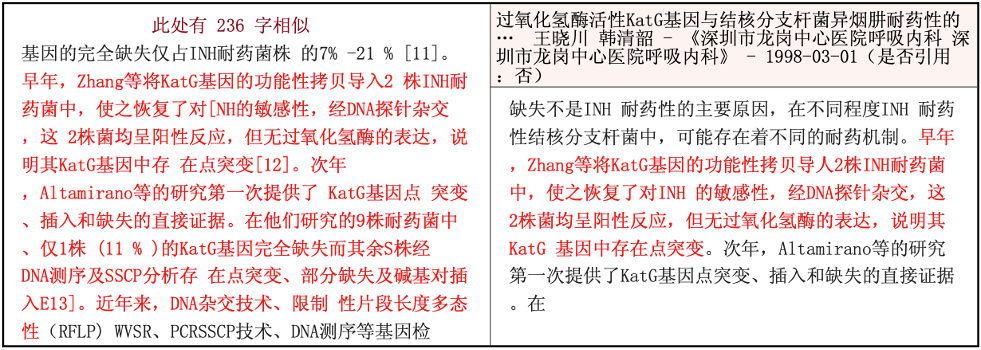 此处有 236 字相似
基因的完全缺失仅占INH耐药菌株 的7% -21 % [11]。
早年，Zhang等将KatG基因的功能性拷贝导入2 株INH耐
药菌中，使之恢复了对[NH的敏感性，经DNA探针杂交
，这 2株菌均呈阳性反应，但无过氧化氢酶的表达，说
明其KatG基因中存 在点突变[12]。次年
，Altamirano等的研究第一次提供了 KatG基因点 突变
、插入和缺失的直接证据。在他们研究的9株耐药菌中
、仅1株 (11 % )的KatG基因完全缺失而其余S株经
DNA测序及SSCP分析存 在点突变、部分缺失及碱基对插
入E13]。近年来，DNA杂交技术、限制 性片段长度多态
性（RFLP) WVSR、PCRSSCP技术、DNA测序等基因检
过氧化氢酶活性KatG基因与结核分支杆菌异烟肼耐药性的
… 王晓川 韩清韶 - 《深圳市龙岗中心医院呼吸内科 深
圳市龙岗中心医院呼吸内科》 - 1998-03-01（是否引用
：否）
缺失不是INH 耐药性的主要原因，在不同程度INH 耐药
性结核分支杆菌中，可能存在着不同的耐药机制。早年
，Zhang等将KatG基因的功能性拷贝导人2株INH耐药菌
中，使之恢复了对INH 的敏感性，经DNA探针杂交，这
2株菌均呈阳性反应，但无过氧化氢酶的表达，说明其
KatG 基因中存在点突变。次年，Altamirano等的研究
第一次提供了KatG基因点突变、插入和缺失的直接证据
。在